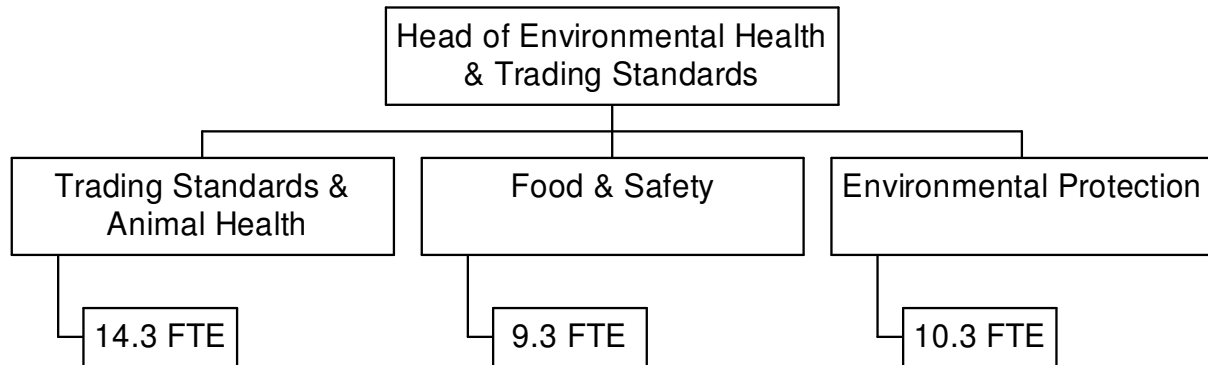 Head of Environmental Health
& Trading Standards
Trading Standards &
Animal Health
Food & Safety
Environmental Protection
14.3 FTE
9.3 FTE
10.3 FTE